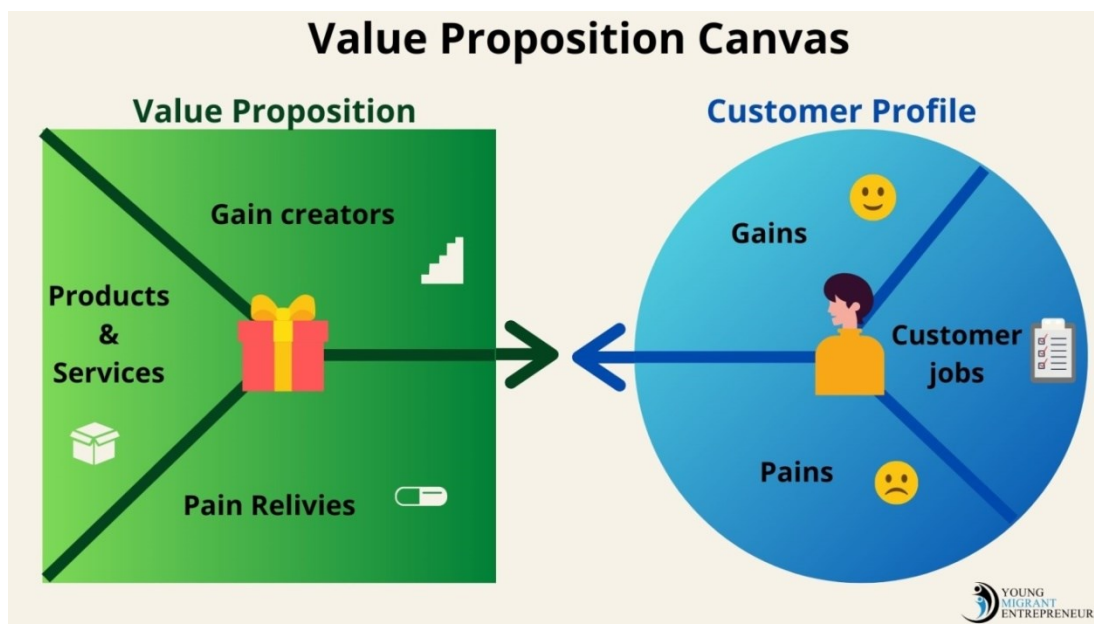 Value Proposition Canvas
Value Proposition
Customer Profile
Gain creators
Products
&
Services
Pain Relivies
Gains
Customer
jobs
Pains
YOUNG
MIGRANT
ENTREPRENEUR